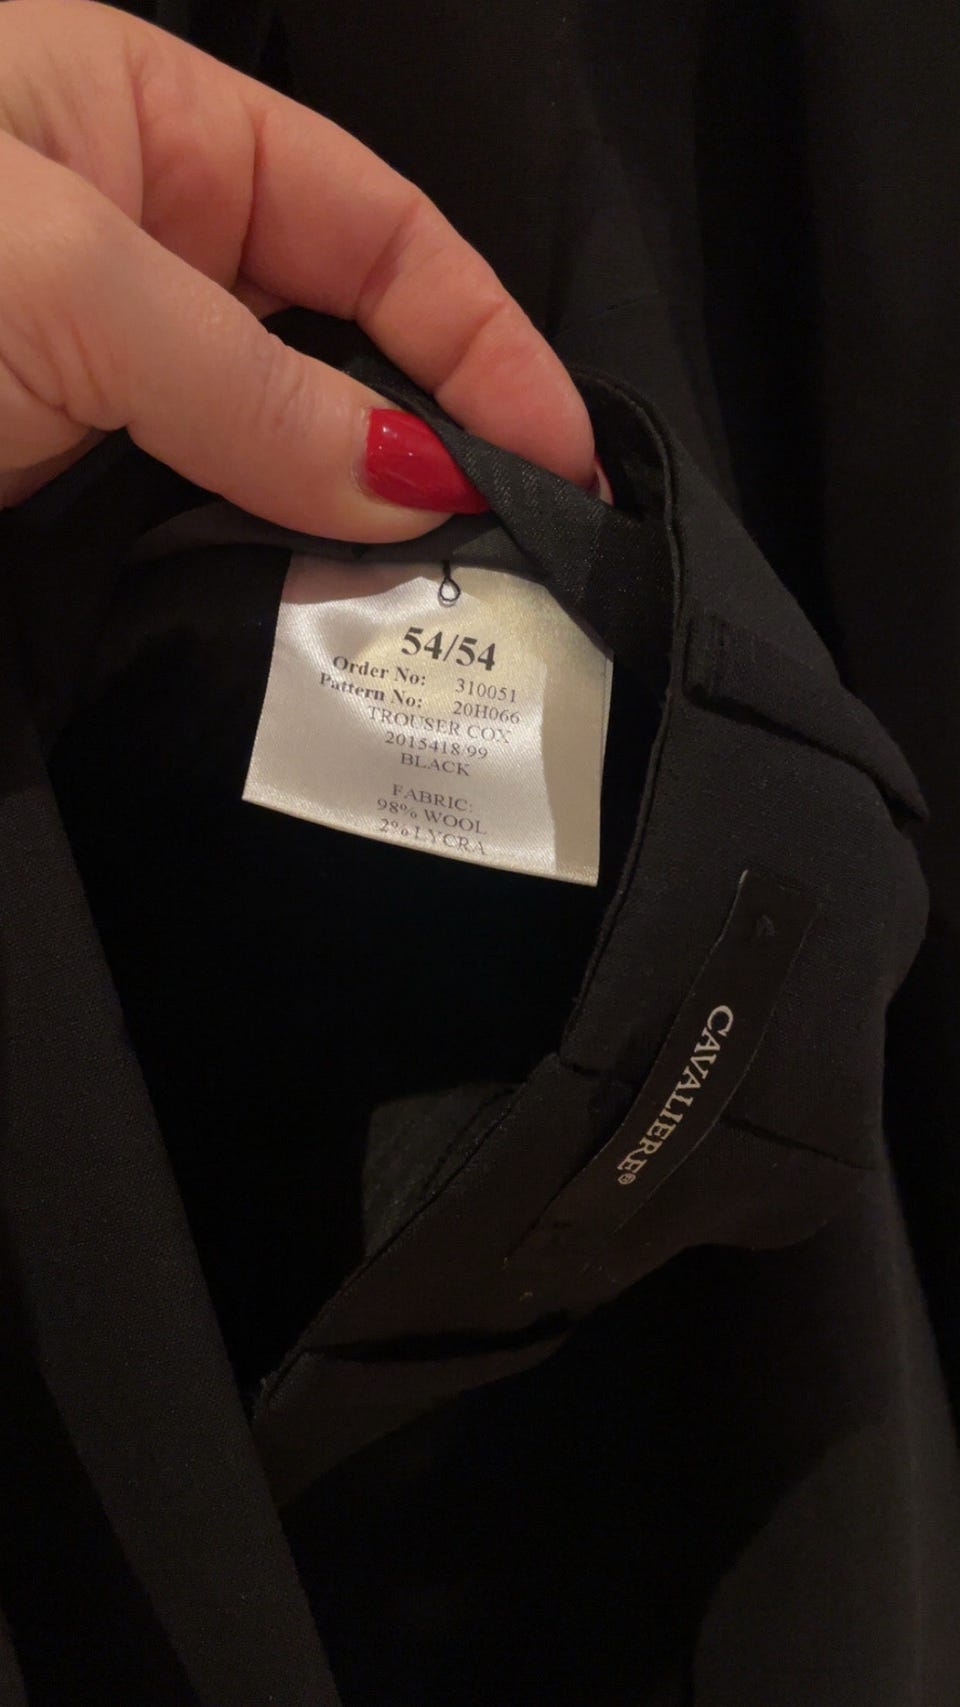 54/54
Order No: 310051
Pattern No: 20H066
TROUSER COX
2015418/99
BLACK
FABRIC:
98% WOOL
2% LYCRA
CAVALIERE®